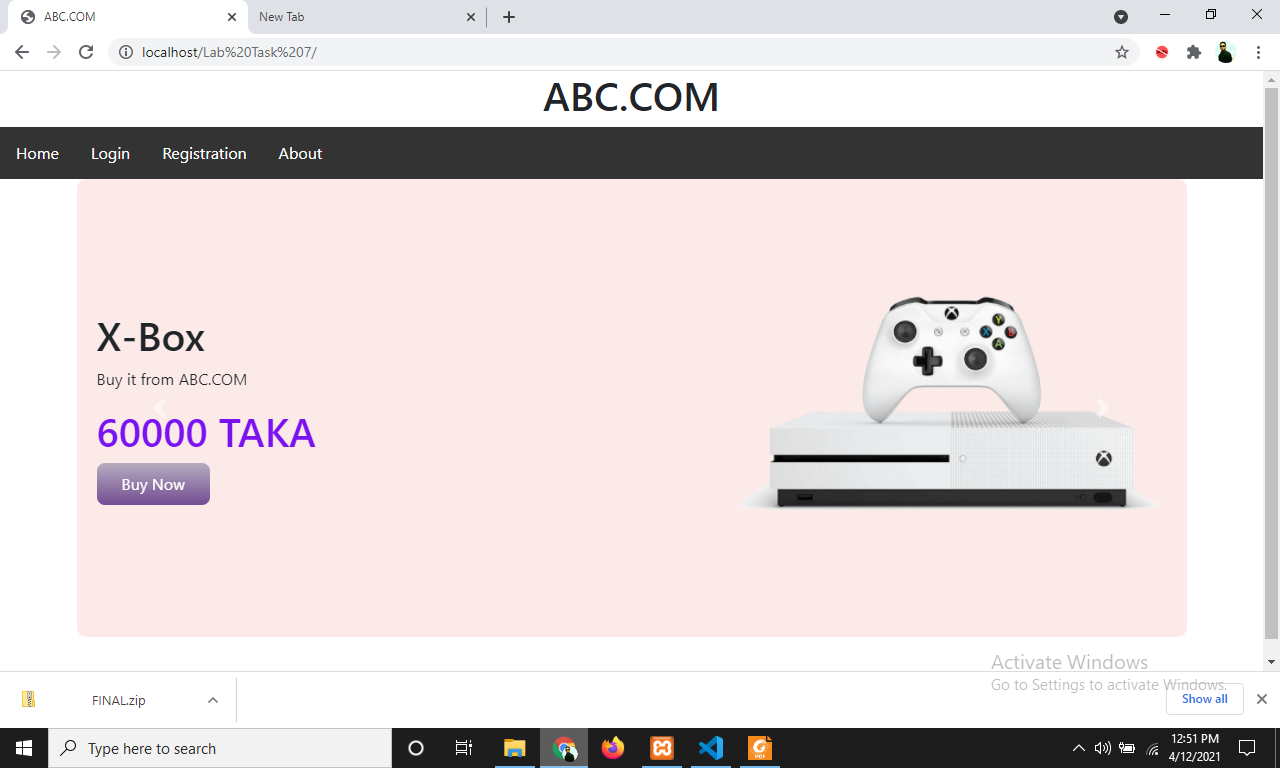 ABC.COM
New Tab
localhost/Lab%20Task%207/
ABC.COM
Home Login Registration About
X-Box
Buy it from ABC.COM
60000 TAKA
Buy Now
Y
X B
A
Activate Windows
Go to Settings to activate Windows.
FINAL.zip
Show all
Type here to search
PDF
12:51 PM
4/12/2021